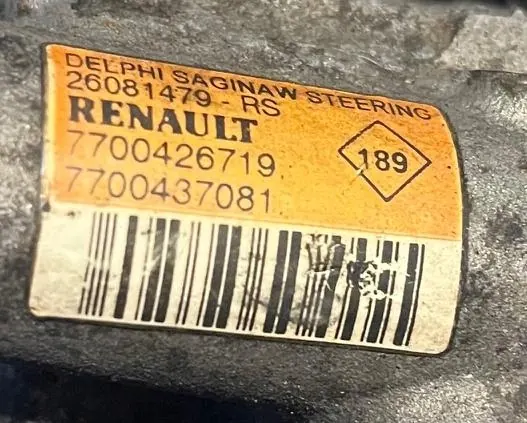 DELPHI SAGINAW STEERING
26081479 - RS
RENAULT
7700426719
7700437081
189